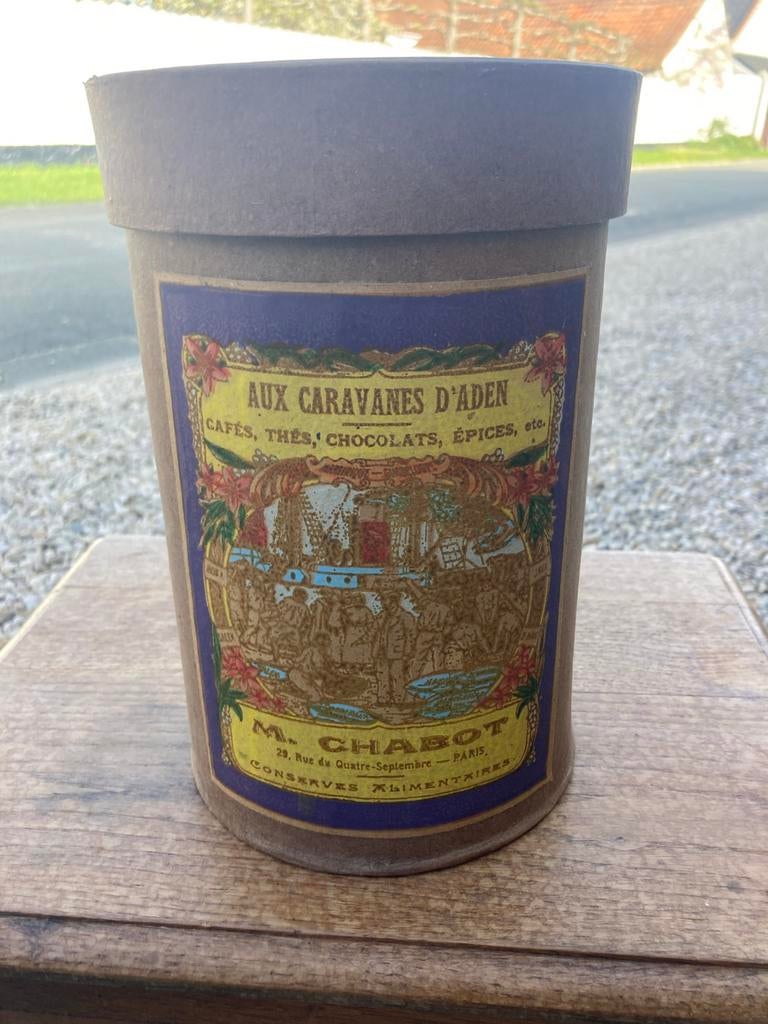 AUX CARAVANES D'ADEN
CAFÉS, THÉS, CHOCOLATS, ÉPICES, etc.
M. CHABOT
29, Rue du Quatre-Septembre — PARIS.
CONSERVES ALIMENTAIRES